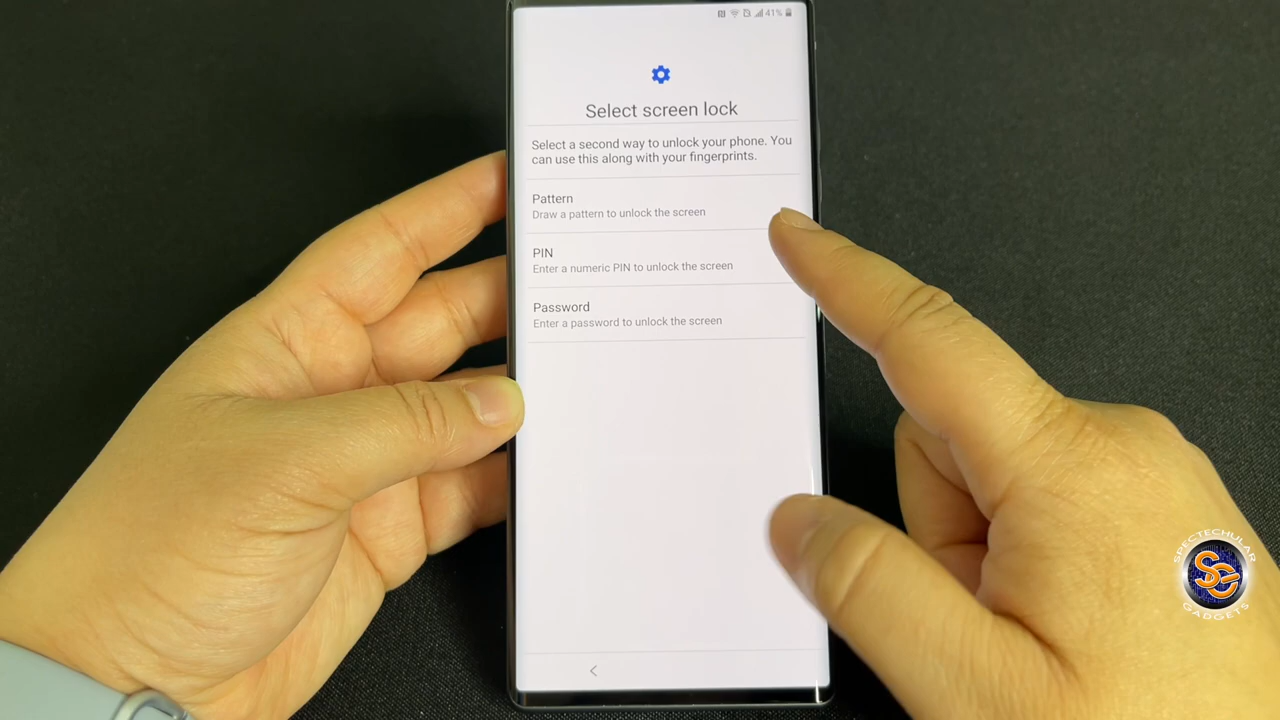 41%
Select screen lock
Select a second way to unlock your phone. You
can use this along with your fingerprints.
Pattern
Draw a pattern to unlock the screen
PIN
Enter a numeric PIN to unlock the screen
Password
Enter a password to unlock the screen
SPECTECHULAR
SG
GADGETS